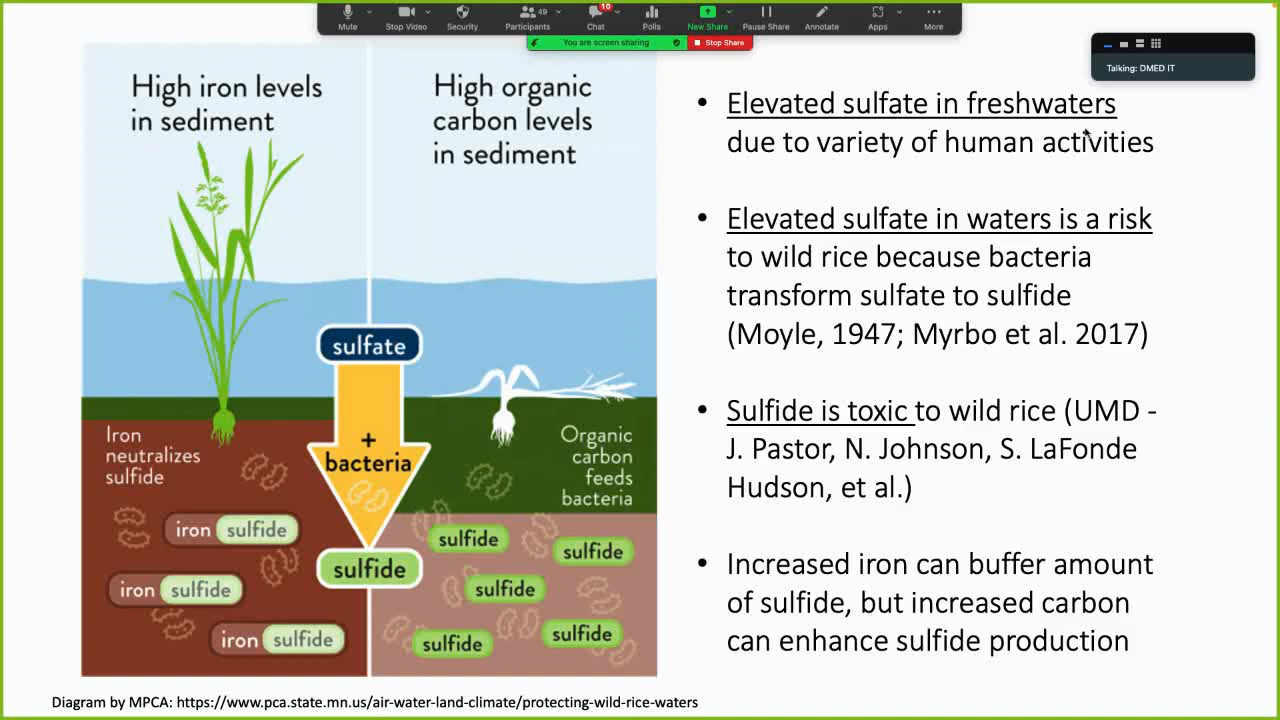 Mute
Stop Video
Security
49
Participants
10
Chat
Polls
New Share
Pause Share
Annotate
Apps
More
You are screen sharing
Stop Share
Talking: DMED IT
High iron levels
in sediment
High organic
carbon levels
in sediment
sulfate
+
bacteria
sulfide
Iron
neutralizes
sulfide
Organic
carbon
feeds
bacteria
iron sulfide
iron sulfide
iron sulfide
sulfide
sulfide
sulfide
sulfide
sulfide
• Elevated sulfate in freshwaters
due to variety of human activities
• Elevated sulfate in waters is a risk
to wild rice because bacteria
transform sulfate to sulfide
(Moyle, 1947; Myrbo et al. 2017)
• Sulfide is toxic to wild rice (UMD -
J. Pastor, N. Johnson, S. LaFonde
Hudson, et al.)
• Increased iron can buffer amount
of sulfide, but increased carbon
can enhance sulfide production
Diagram by MPCA: https://www.pca.state.mn.us/air-water-land-climate/protecting-wild-rice-waters